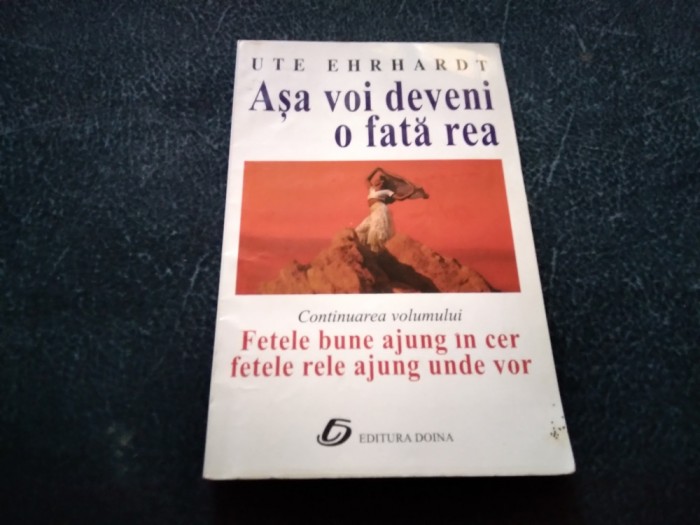 UTE EHRHARDT
Așa voi deveni
o fată rea
Continuarea volumului
Fetele bune ajung în cer
fetele rele ajung unde vor
EDITURA DOINA